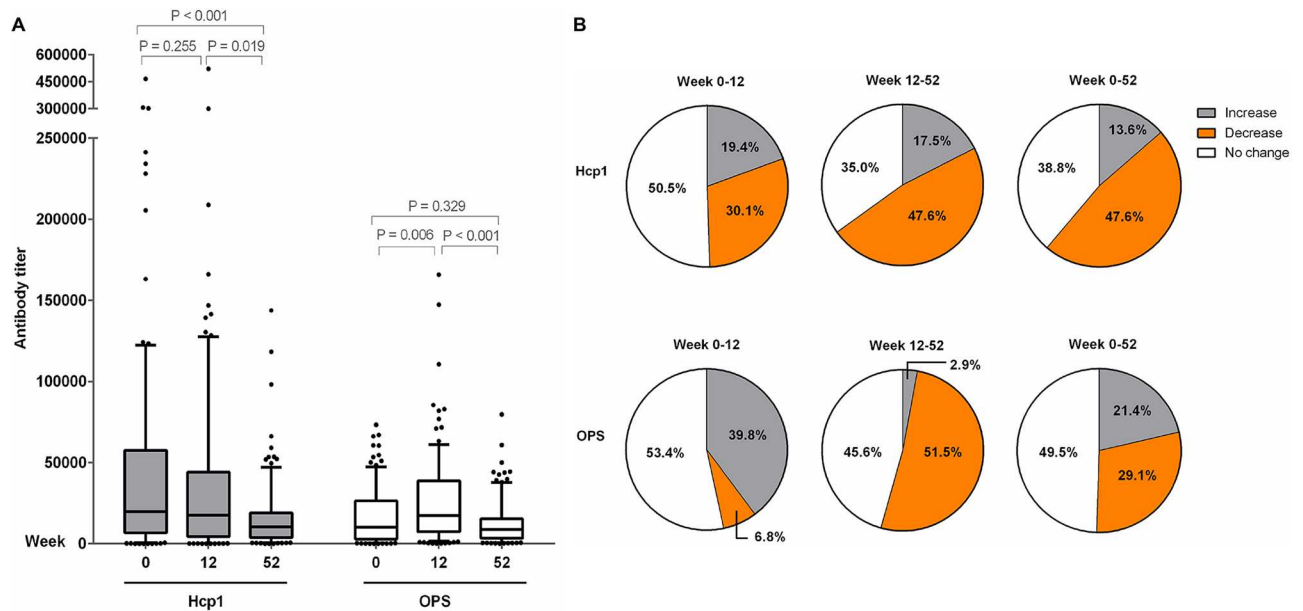 A
P < 0.001
P = 0.255 P = 0.019
600000
450000
300000
250000
200000
150000
100000
50000
0
Antibody titer
P = 0.329
P = 0.006 P < 0.001
Week
0 12 52 0 12 52
Hcp1 OPS
B
Week 0-12 Week 12-52 Week 0-52
Increase
Decrease
No change
Hcp1
19.4%
50.5%
30.1%
17.5%
35.0%
47.6%
13.6%
38.8%
47.6%
Week 0-12 Week 12-52 Week 0-52
OPS
39.8%
53.4%
6.8%
2.9%
45.6%
51.5%
21.4%
49.5%
29.1%